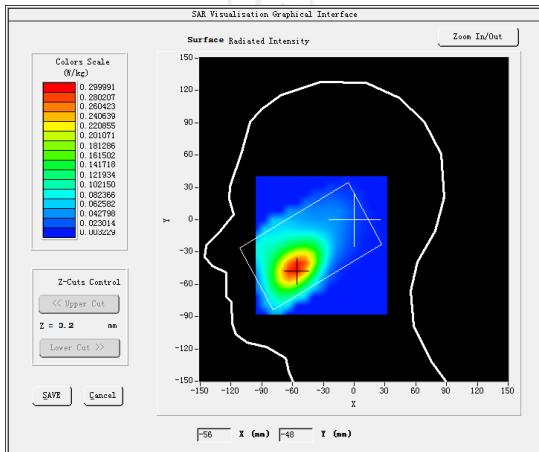 SAR Visualisation Graphical Interface
Surface Radiated Intensity
Zoom In/Out
Colors Scale
(W/kg)
0.299991
0.280207
0.260423
0.240639
0.220855
0.201071
0.181286
0.161502
0.141718
0.121934
0.102150
0.082366
0.062582
0.042798
0.023014
0.003229
Z-Cuts Control
<< Upper Cut
Z = 0.2 mm
Lower Cut >>
SAVE Cancel
150
120
90
60
30
0
-30
-60
-90
-120
-150
Y
-150 -120 -90 -60 -30 0 30 60 90 120 150
X
-56 X (mm) -48 Y (mm)